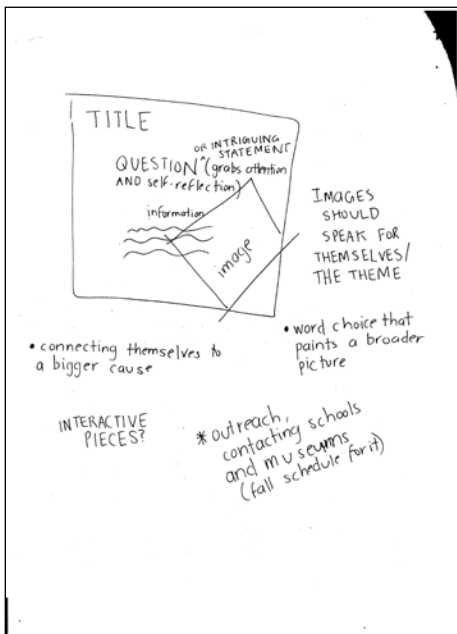 TITLE
OR INTRIGUING
STATEMENT
QUESTION ^ (grabs attention
AND self-reflection)
information
image
IMAGES
SHOULD
SPEAK FOR
THEMSELVES/
THE THEME
• connecting themselves to
a bigger cause
• word choice that
paints a broader
picture
INTERACTIVE
PIECES?
* outreach,
contacting schools
and museums
(fall schedule for it)